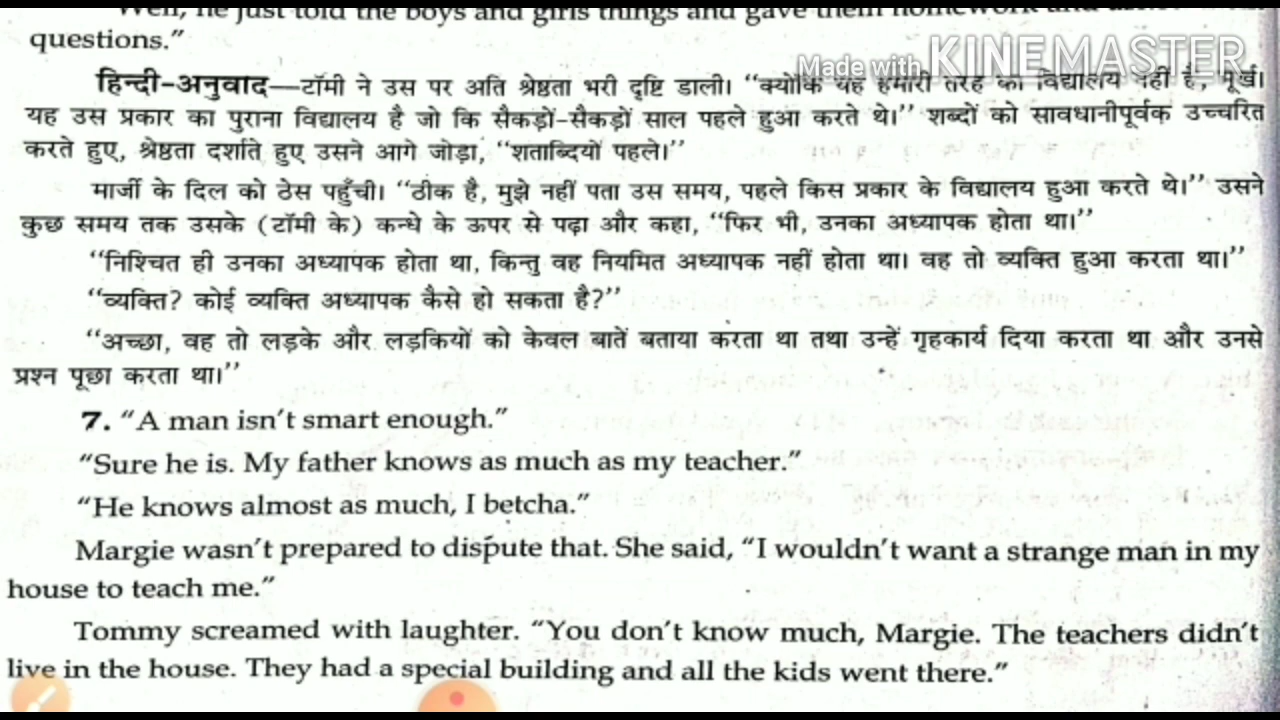 "Well, he just told the boys and girls things and gave them homework and
questions."
Made with KINEMASTER
हिन्दी-अनुवाद—टॉमी ने उस पर अति श्रेष्ठता भरी दृष्टि डाली। "क्योंकि यह हमारी तरह का विद्यालय नहीं है, मूर्ख।
यह उस प्रकार का पुराना विद्यालय है जो कि सैकड़ों-सैकड़ों साल पहले हुआ करते थे।" शब्दों को सावधानीपूर्वक उच्चरित
करते हुए, श्रेष्ठता दर्शाते हुए उसने आगे जोड़ा, "शताब्दियों पहले।"
मार्जी के दिल को ठेस पहुँची। "ठीक है, मुझे नहीं पता उस समय, पहले किस प्रकार के विद्यालय हुआ करते थे।" उसने
कुछ समय तक उसके (टॉमी के) कन्धे के ऊपर से पढ़ा और कहा, "फिर भी, उनका अध्यापक होता था।"
"निश्चित ही उनका अध्यापक होता था, किन्तु वह नियमित अध्यापक नहीं होता था। वह तो व्यक्ति हुआ करता था।"
"व्यक्ति? कोई व्यक्ति अध्यापक कैसे हो सकता है?"
"अच्छा, वह तो लड़के और लड़कियों को केवल बातें बताया करता था तथा उन्हें गृहकार्य दिया करता था और उनसे
प्रश्न पूछा करता था।"
7. "A man isn't smart enough."
"Sure he is. My father knows as much as my teacher."
"He knows almost as much, I betcha."
Margie wasn't prepared to dispute that. She said, "I wouldn't want a strange man in my
house to teach me."
Tommy screamed with laughter. "You don't know much, Margie. The teachers didn't
live in the house. They had a special building and all the kids went there."